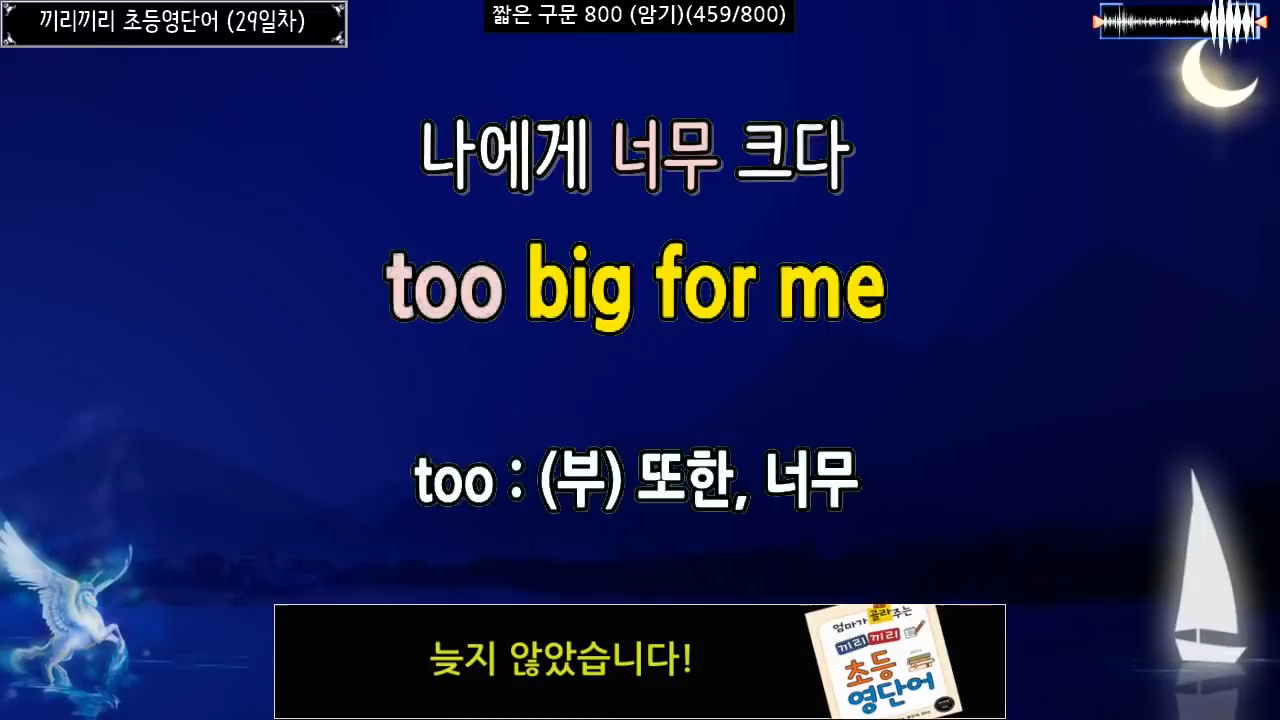 끼리끼리 초등영단어 (29일차)
짧은 구문 800 (암기)(459/800)
나에게 너무 크다
too big for me
too : (부) 또한, 너무
늦지 않았습니다!
엄마가 골라주는
끼리끼리
초등
영단어